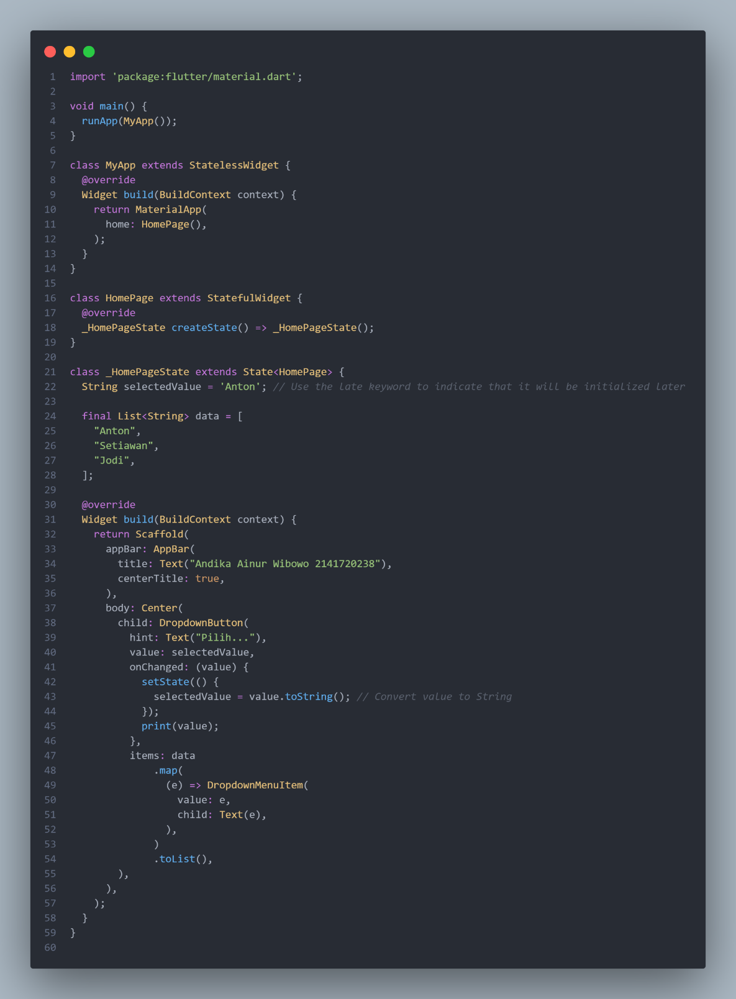 1 import 'package:flutter/material.dart';
2
3 void main() {
4   runApp(MyApp());
5 }
6
7 class MyApp extends StatelessWidget {
8   @override
9   Widget build(BuildContext context) {
10     return MaterialApp(
11       home: HomePage(),
12     );
13   }
14 }
15
16 class HomePage extends StatefulWidget {
17   @override
18   _HomePageState createState() => _HomePageState();
19 }
20
21 class _HomePageState extends State<HomePage> {
22   String selectedValue = 'Anton'; // Use the late keyword to indicate that it will be initialized later
23
24   final List<String> data = [
25     "Anton",
26     "Setiawan",
27     "Jodi",
28   ];
29
30   @override
31   Widget build(BuildContext context) {
32     return Scaffold(
33       appBar: AppBar(
34         title: Text("Andika Ainur Wibowo 2141720238"),
35         centerTitle: true,
36       ),
37       body: Center(
38         child: DropdownButton(
39           hint: Text("Pilih..."),
40           value: selectedValue,
41           onChanged: (value) {
42             setState(() {
43               selectedValue = value.toString(); // Convert value to String
44             });
45             print(value);
46           },
47           items: data
48               .map(
49                 (e) => DropdownMenuItem(
50                   value: e,
51                   child: Text(e),
52                 ),
53               )
54               .toList(),
55         ),
56       ),
57     );
58   }
59 }
60